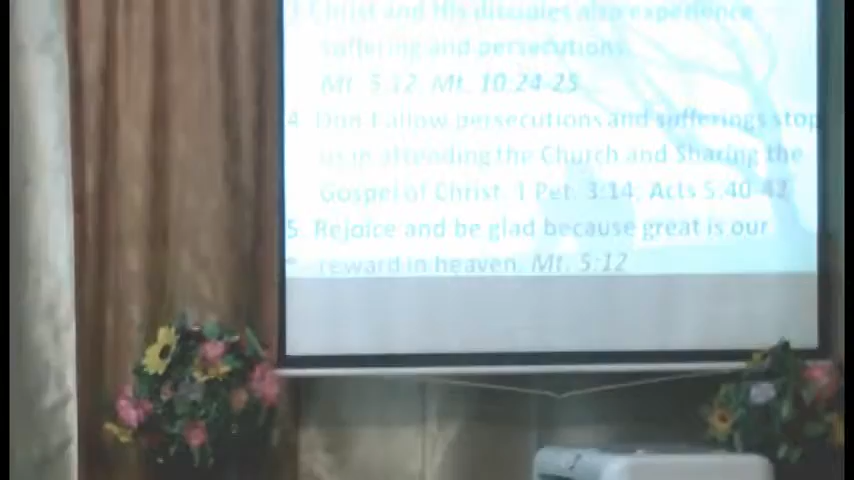 3 Christ and His disciples also experience
suffering and persecutions.
Mt. 5:12, Mt. 10:24-25
4. Don't allow persecutions and sufferings stop
us in attending the Church and Sharing the
Gospel of Christ. 1 Pet. 3:14, Acts 5:40-42
5. Rejoice and be glad because great is our
reward in heaven. Mt. 5:12